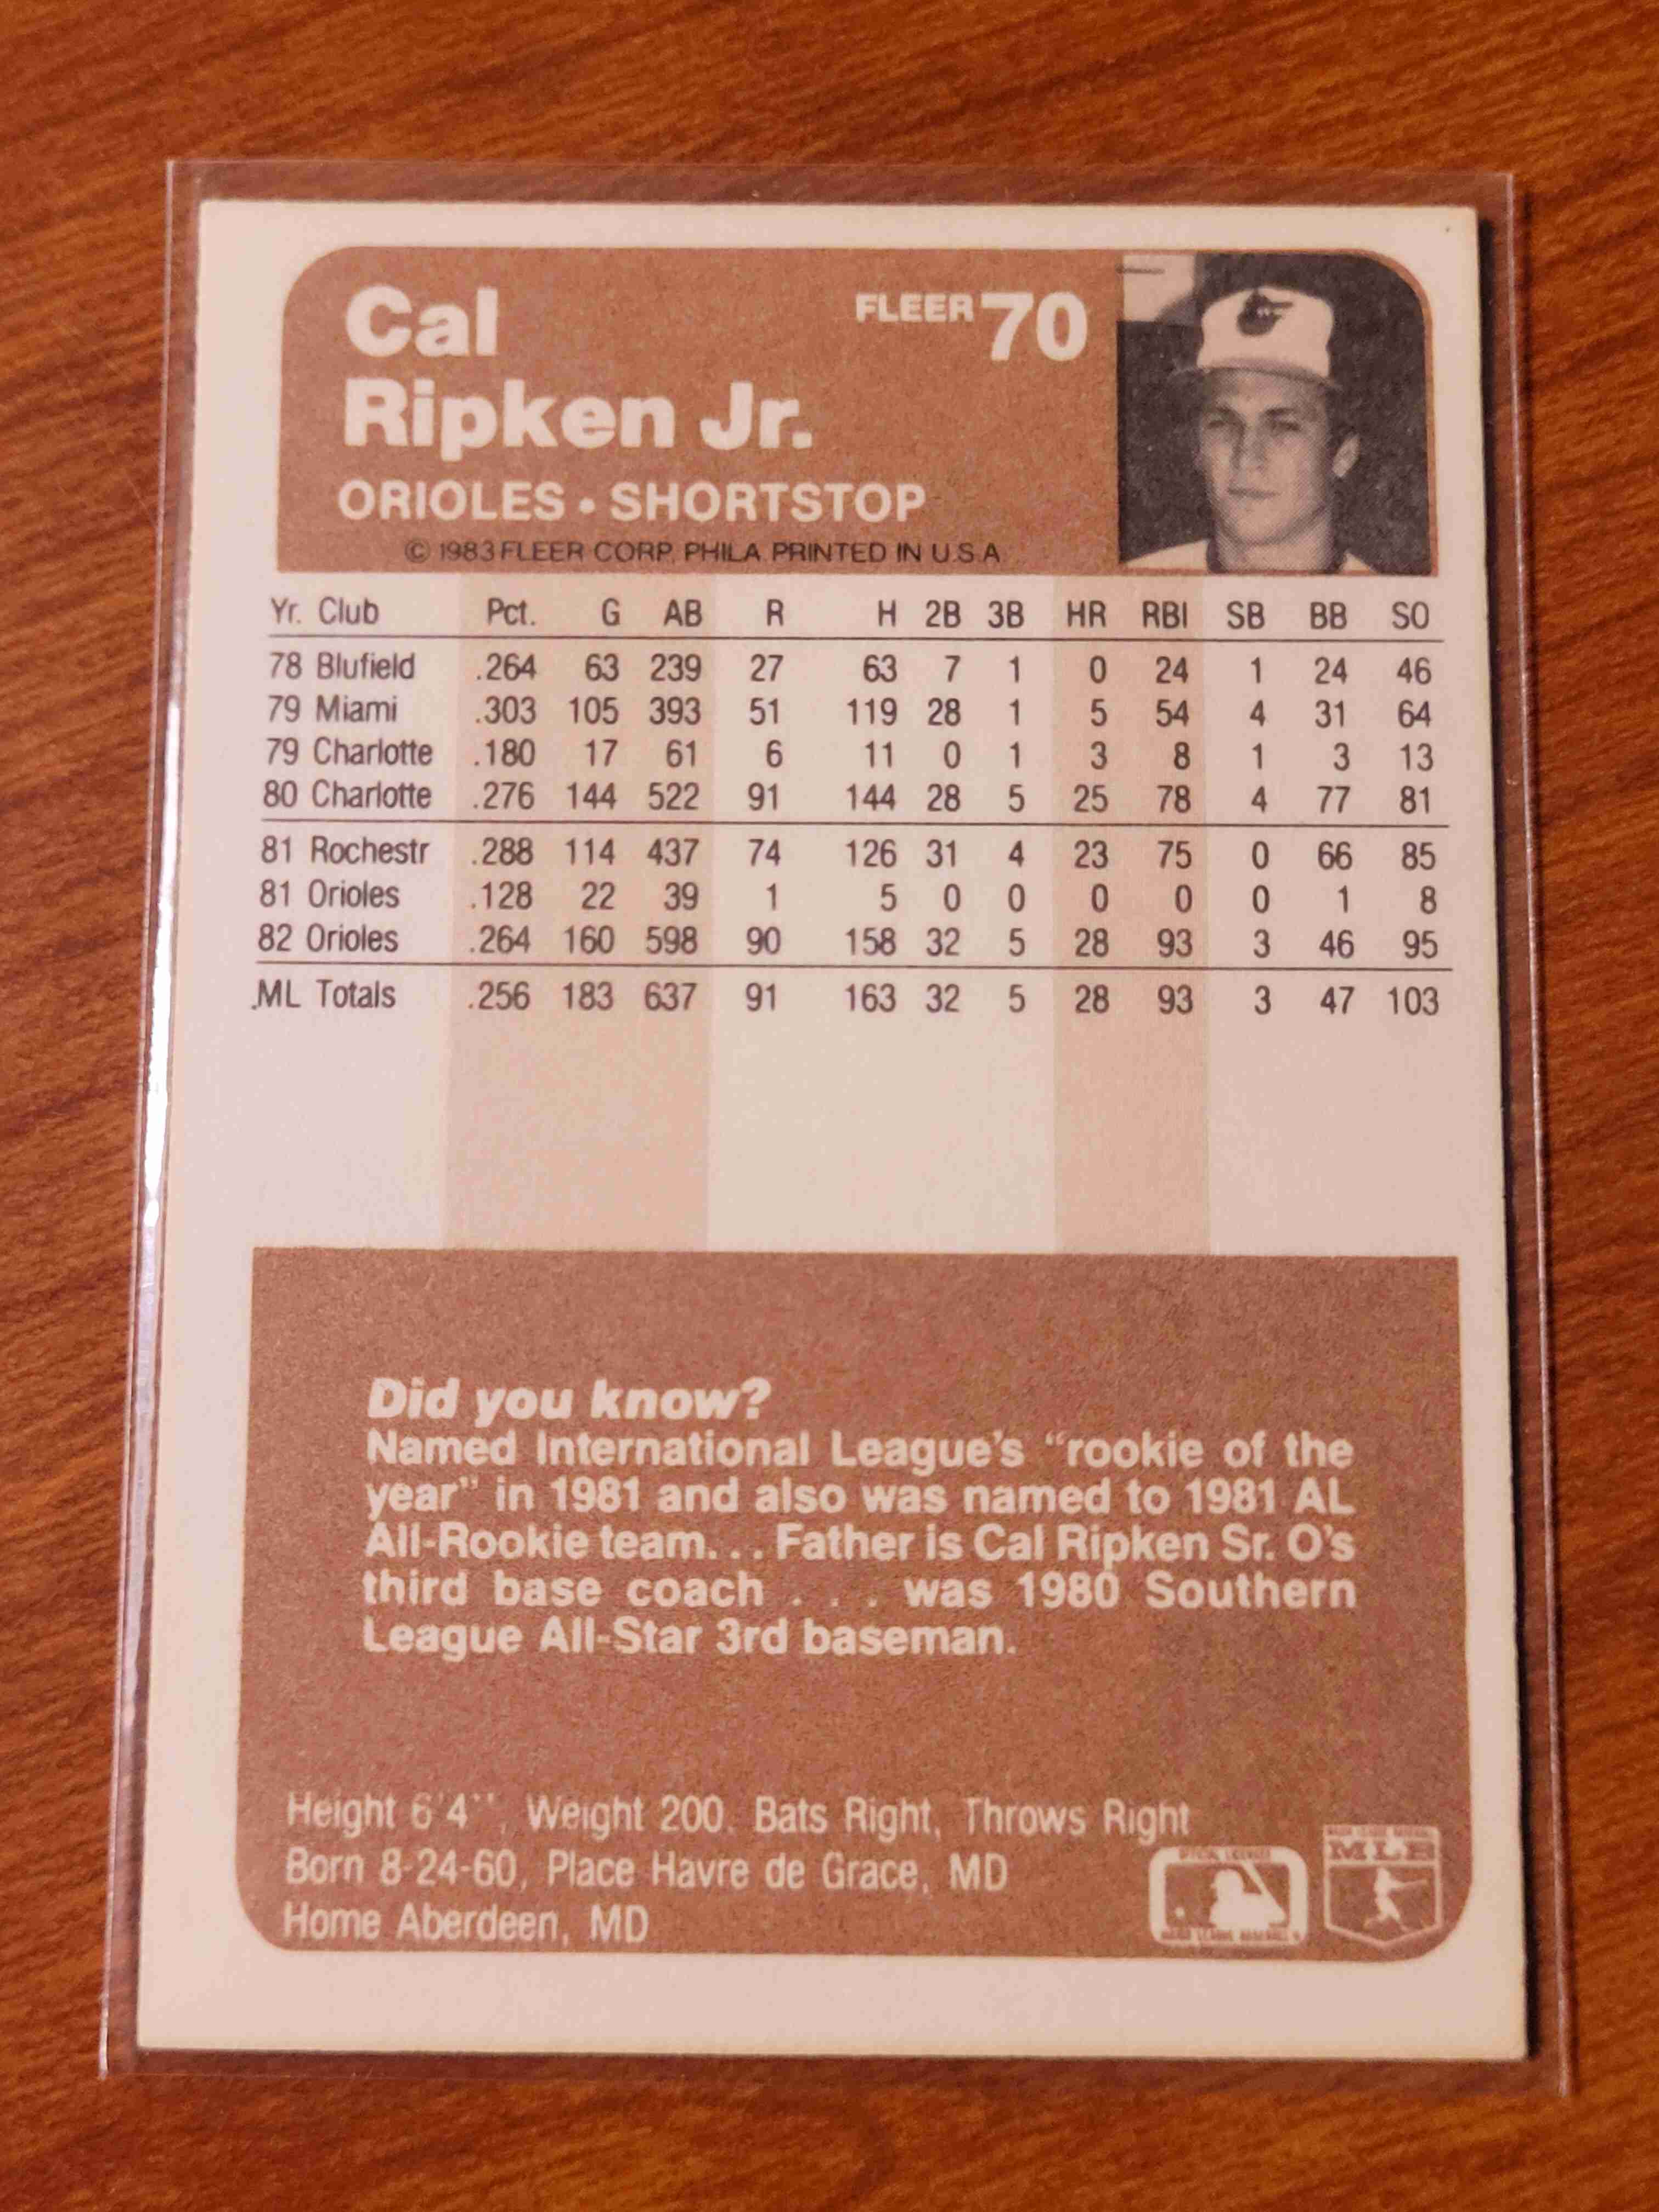 Cal
Ripken Jr.
FLEER 70
ORIOLES • SHORTSTOP
© 1983 FLEER CORP. PHILA. PRINTED IN U.S.A
Yr. Club Pct. G AB R H 2B 3B HR RBI SB BB SO
78 Blufield .264 63 239 27 63 7 1 0 24 1 24 46
79 Miami .303 105 393 51 119 28 1 5 54 4 31 64
79 Charlotte .180 17 61 6 11 0 1 3 8 1 3 13
80 Charlotte .276 144 522 91 144 28 5 25 78 4 77 81
81 Rochestr .288 114 437 74 126 31 4 23 75 0 66 85
81 Orioles .128 22 39 1 5 0 0 0 0 0 1 8
82 Orioles .264 160 598 90 158 32 5 28 93 3 46 95
ML Totals .256 183 637 91 163 32 5 28 93 3 47 103
Did you know?
Named International League's “rookie of the
year” in 1981 and also was named to 1981 AL
All-Rookie team. . . Father is Cal Ripken Sr. O's
third base coach . . . was 1980 Southern
League All-Star 3rd baseman.
Height 6'4'', Weight 200. Bats Right, Throws Right
Born 8-24-60, Place Havre de Grace, MD
Home Aberdeen, MD
MLB